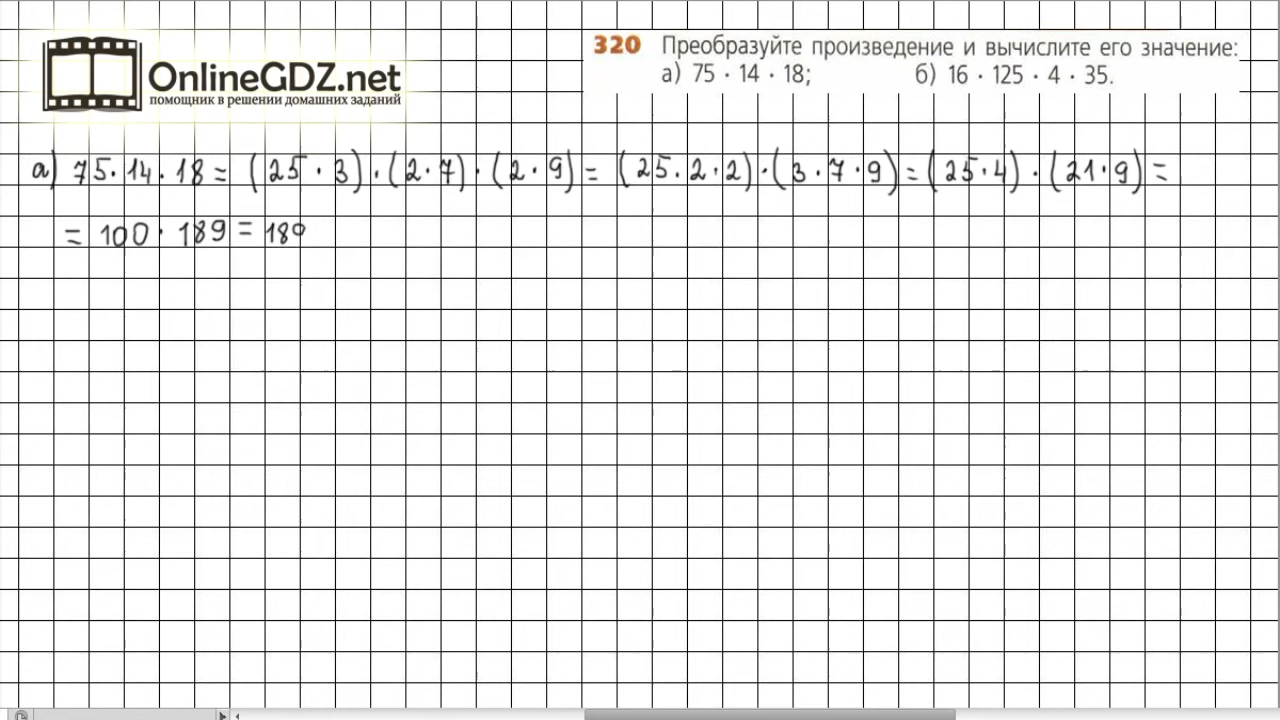 OnlineGDZ.net
помощник в решении домашних заданий
320 Преобразуйте произведение и вычислите его значение:
а) 75 · 14 · 18; б) 16 · 125 · 4 · 35.
а) 75 · 14 · 18 = (25 · 3) · (2 · 7) · (2 · 9) = (25 · 2 · 2) · (3 · 7 · 9) = (25 · 4) · (21 · 9) =
= 100 · 189 = 189